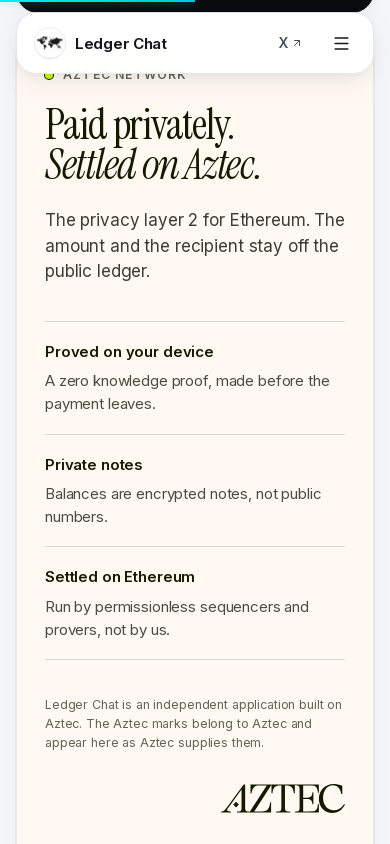 Ledger Chat
X
AZTEC NETWORK
Paid privately.
Settled on Aztec.
The privacy layer 2 for Ethereum. The
amount and the recipient stay off the
public ledger.
Proved on your device
A zero knowledge proof, made before the
payment leaves.
Private notes
Balances are encrypted notes, not public
numbers.
Settled on Ethereum
Run by permissionless sequencers and
provers, not by us.
Ledger Chat is an independent application built on
Aztec. The Aztec marks belong to Aztec and
appear here as Aztec supplies them.
AZTEC